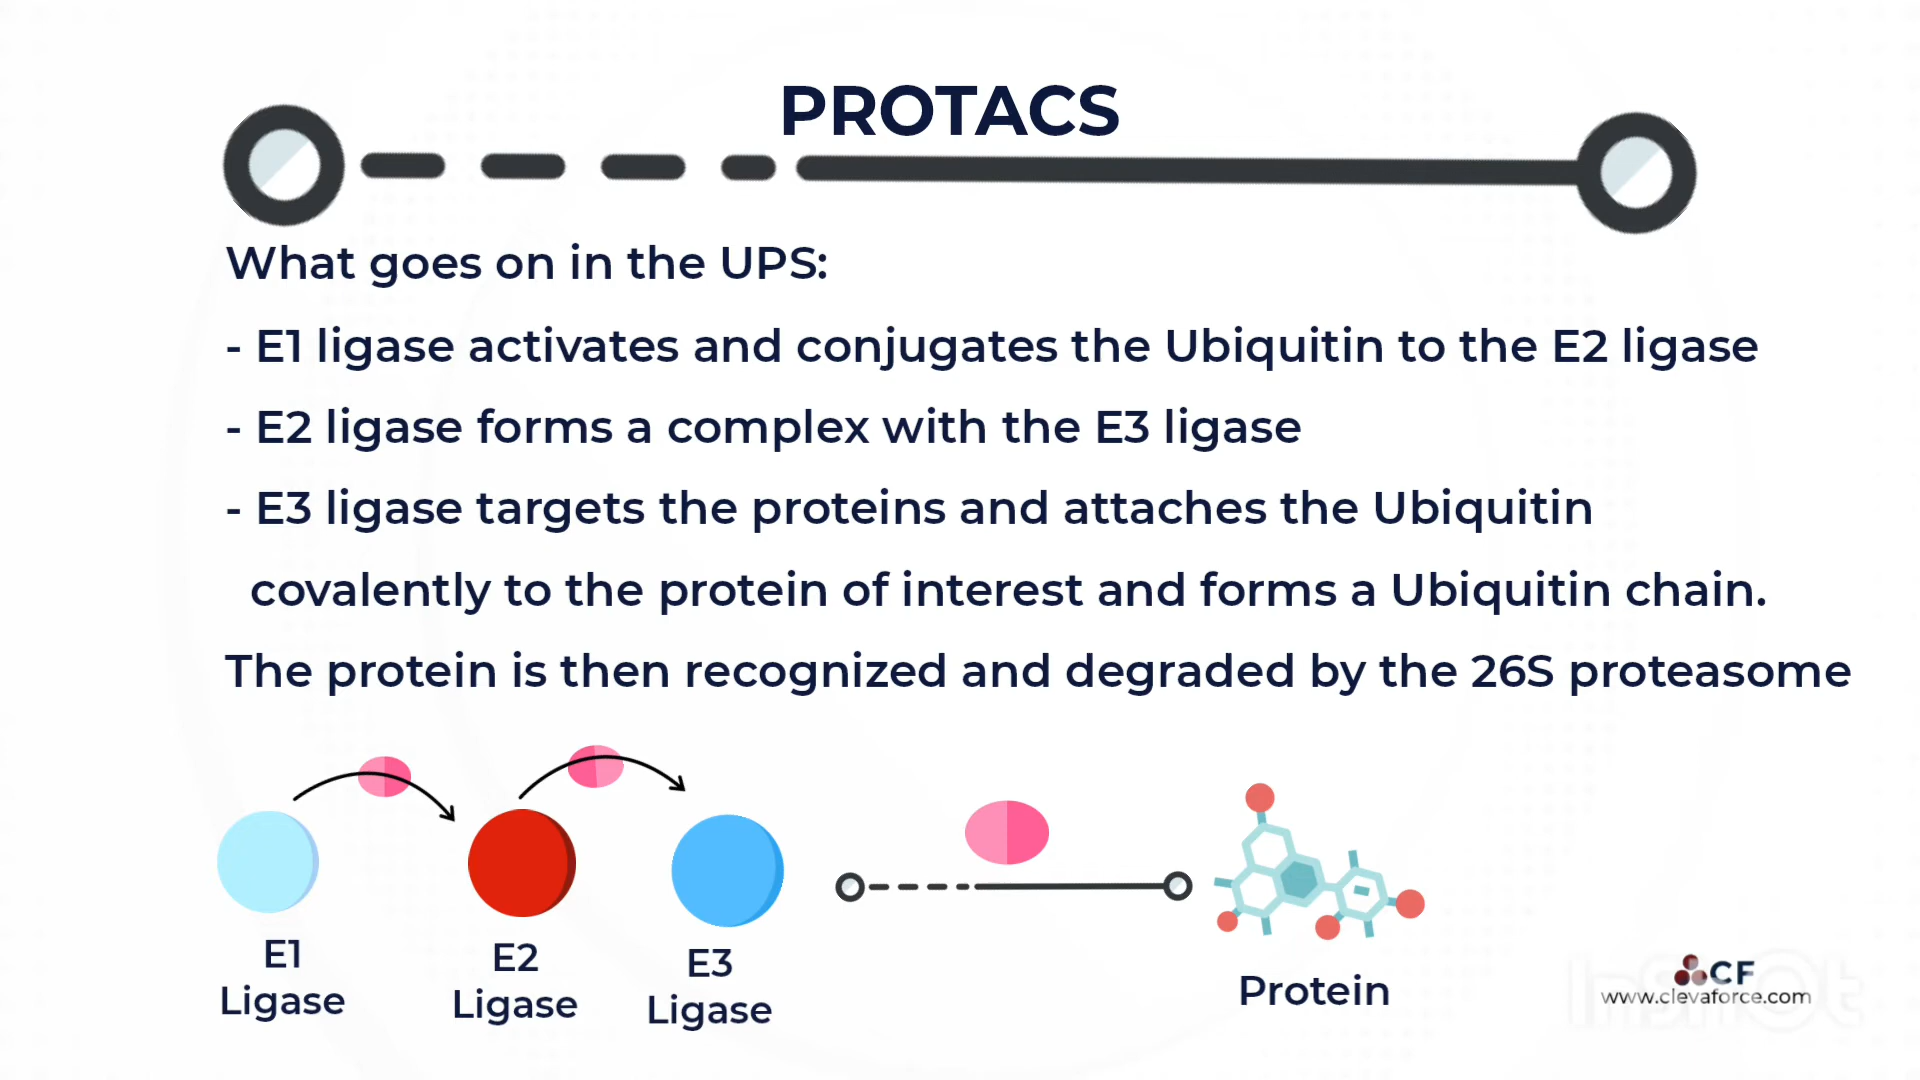 PROTACS
What goes on in the UPS:
- E1 ligase activates and conjugates the Ubiquitin to the E2 ligase
- E2 ligase forms a complex with the E3 ligase
- E3 ligase targets the proteins and attaches the Ubiquitin
covalently to the protein of interest and forms a Ubiquitin chain.
The protein is then recognized and degraded by the 26S proteasome
E1
Ligase
E2
Ligase
E3
Ligase
Protein
CF
www.clevaforce.com
InShOt